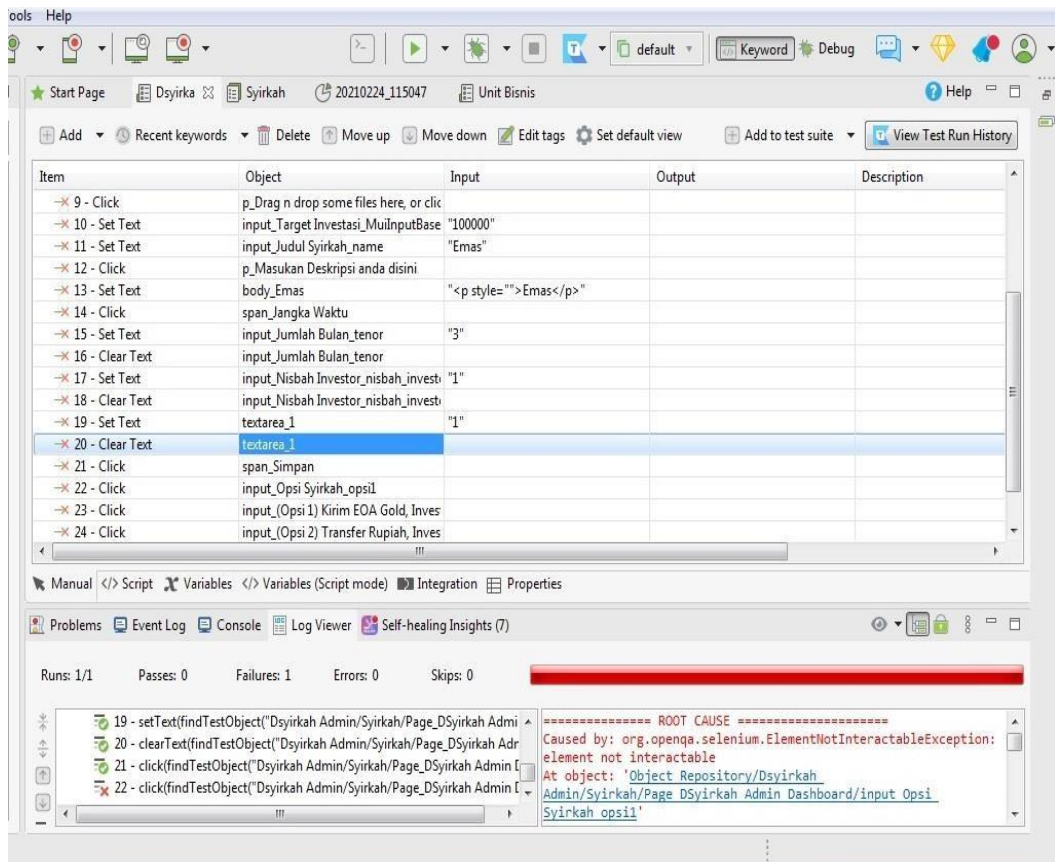 ools Help
default Keyword Debug
Start Page Dsyirka Syirkah 20210224_115047 Unit Bisnis Help
Add Recent keywords Delete Move up Move down Edit tags Set default view Add to test suite View Test Run History
Item Object Input Output Description
9 - Click p_Drag n drop some files here, or clic
10 - Set Text input_Target Investasi_MuiInputBase "100000"
11 - Set Text input_Judul Syirkah_name "Emas"
12 - Click p_Masukan Deskripsi anda disini
13 - Set Text body_Emas "<p style="">Emas</p>"
14 - Click span_Jangka Waktu
15 - Set Text input_Jumlah Bulan_tenor "3"
16 - Clear Text input_Jumlah Bulan_tenor
17 - Set Text input_Nisbah Investor_nisbah_investo "1"
18 - Clear Text input_Nisbah Investor_nisbah_investo
19 - Set Text textarea_1 "1"
20 - Clear Text textarea_1
21 - Click span_Simpan
22 - Click input_Opsi Syirkah_opsi1
23 - Click input_(Opsi 1) Kirim EOA Gold, Inves
24 - Click input_(Opsi 2) Transfer Rupiah, Inves
Manual </> Script Variables </> Variables (Script mode) Integration Properties
Problems Event Log Console Log Viewer Self-healing Insights (7)
Runs: 1/1 Passes: 0 Failures: 1 Errors: 0 Skips: 0
19 - setText(findTestObject("Dsyirkah Admin/Syirkah/Page_DSyirkah Admi
20 - clearText(findTestObject("Dsyirkah Admin/Syirkah/Page_DSyirkah Adr
21 - click(findTestObject("Dsyirkah Admin/Syirkah/Page_DSyirkah Admin D
22 - click(findTestObject("Dsyirkah Admin/Syirkah/Page_DSyirkah Admin D
=============== ROOT CAUSE =====================
Caused by: org.openqa.selenium.ElementNotInteractableException:
element not interactable
At object: 'Object Repository/Dsyirkah
Admin/Syirkah/Page DSyirkah Admin Dashboard/input Opsi
Syirkah opsi1'